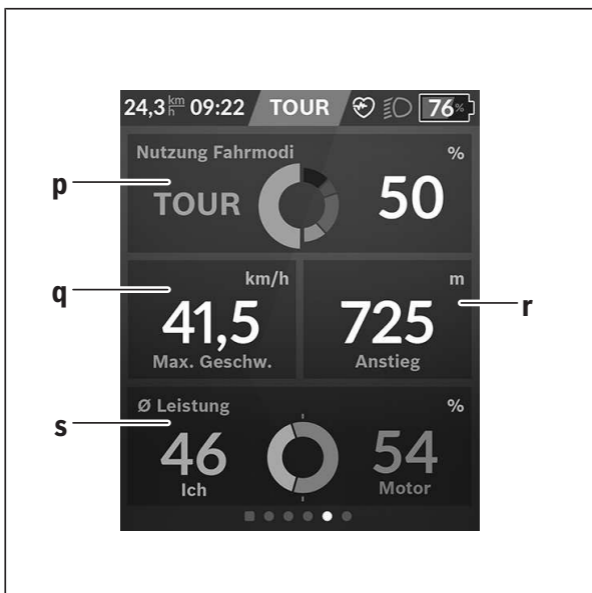 24,3 km/h 09:22 TOUR 76%
Nutzung Fahrmodi %
p
TOUR 50
km/h m
q
r
41,5 725
Max. Geschw. Anstieg
Ø Leistung %
s
46 54
Ich Motor